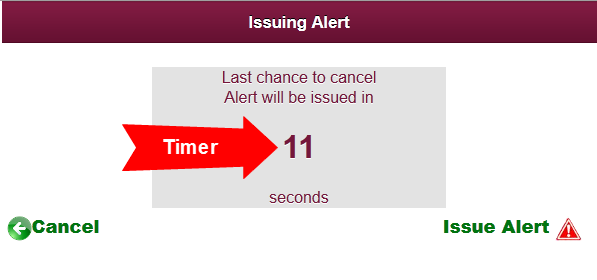 Issuing Alert
Last chance to cancel
Alert will be issued in
Timer 11
seconds
Cancel Issue Alert